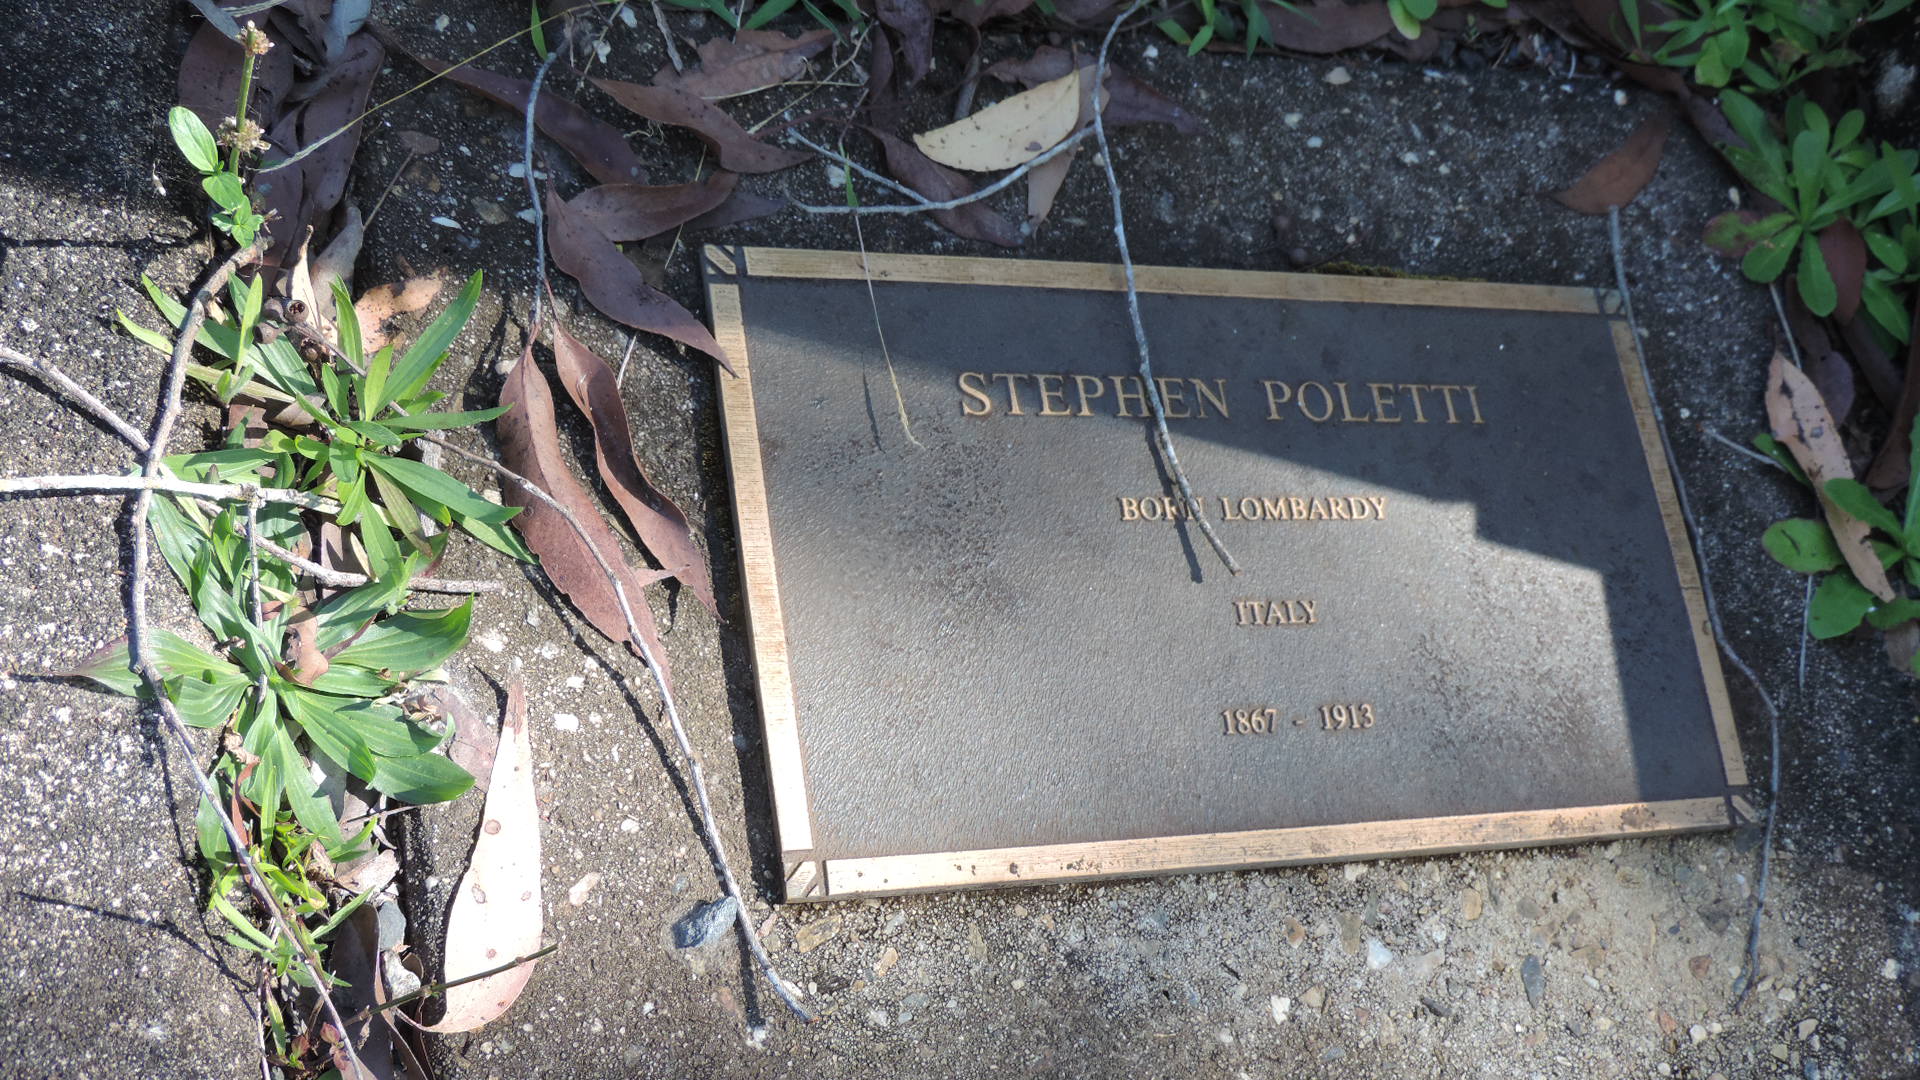 STEPHEN POLETTI
BORN LOMBARDY
ITALY
1867 - 1913